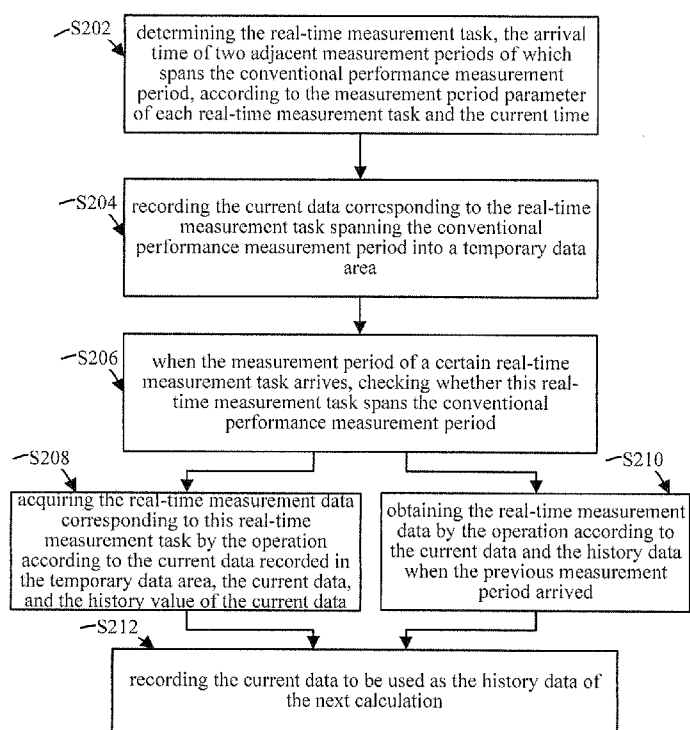 S202
determining the real-time measurement task, the arrival
time of two adjacent measurement periods of which
spans the conventional performance measurement
period, according to the measurement period parameter
of each real-time measurement task and the current time
S204
recording the current data corresponding to the real-time
measurement task spanning the conventional
performance measurement period into a temporary data
area
S206
when the measurement period of a certain real-time
measurement task arrives, checking whether this real-
time measurement task spans the conventional
performance measurement period
S208
acquiring the real-time measurement data
corresponding to this real-time
measurement task by the operation
according to the current data recorded in
the temporary data area, the current data,
and the history value of the current data
S210
obtaining the real-time measurement
data by the operation according to
the current data and the history data
when the previous measurement
period arrived
S212
recording the current data to be used as the history data of
the next calculation